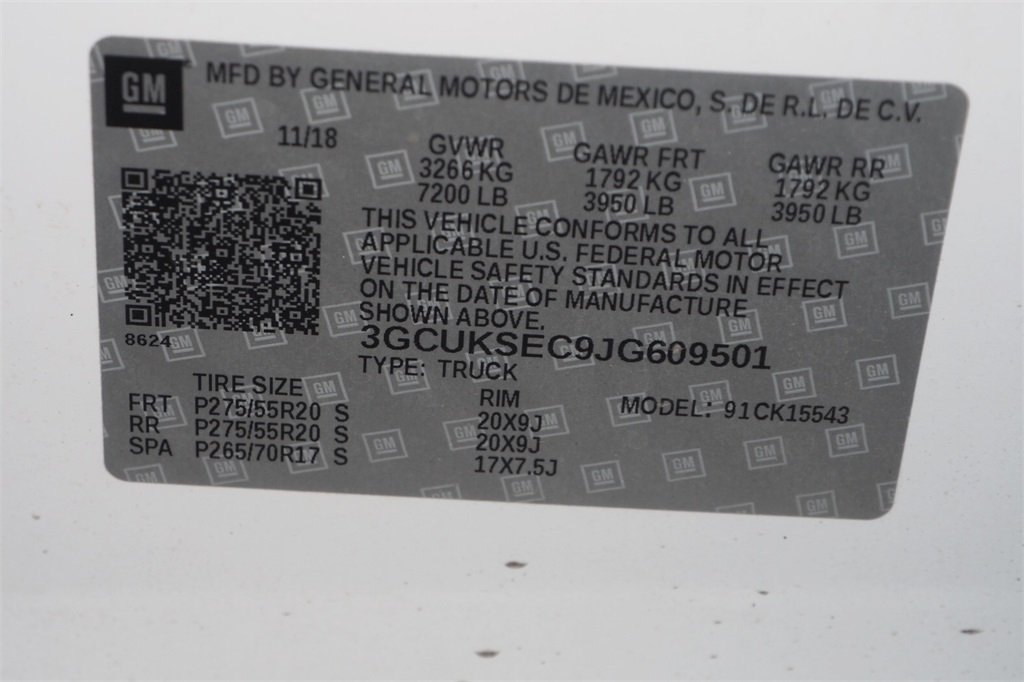 GM
MFD BY GENERAL MOTORS DE MEXICO, S. DE R.L. DE C.V.
11/18
GVWR GAWR FRT GAWR RR
3266 KG 1792 KG 1792 KG
7200 LB 3950 LB 3950 LB
THIS VEHICLE CONFORMS TO ALL
APPLICABLE U.S. FEDERAL MOTOR
VEHICLE SAFETY STANDARDS IN EFFECT
ON THE DATE OF MANUFACTURE
SHOWN ABOVE.
8624
3GCUKSEC9JG609501
TYPE: TRUCK
TIRE SIZE RIM MODEL: 91CK15543
FRT P275/55R20 S 20X9J
RR P275/55R20 S 20X9J
SPA P265/70R17 S 17X7.5J